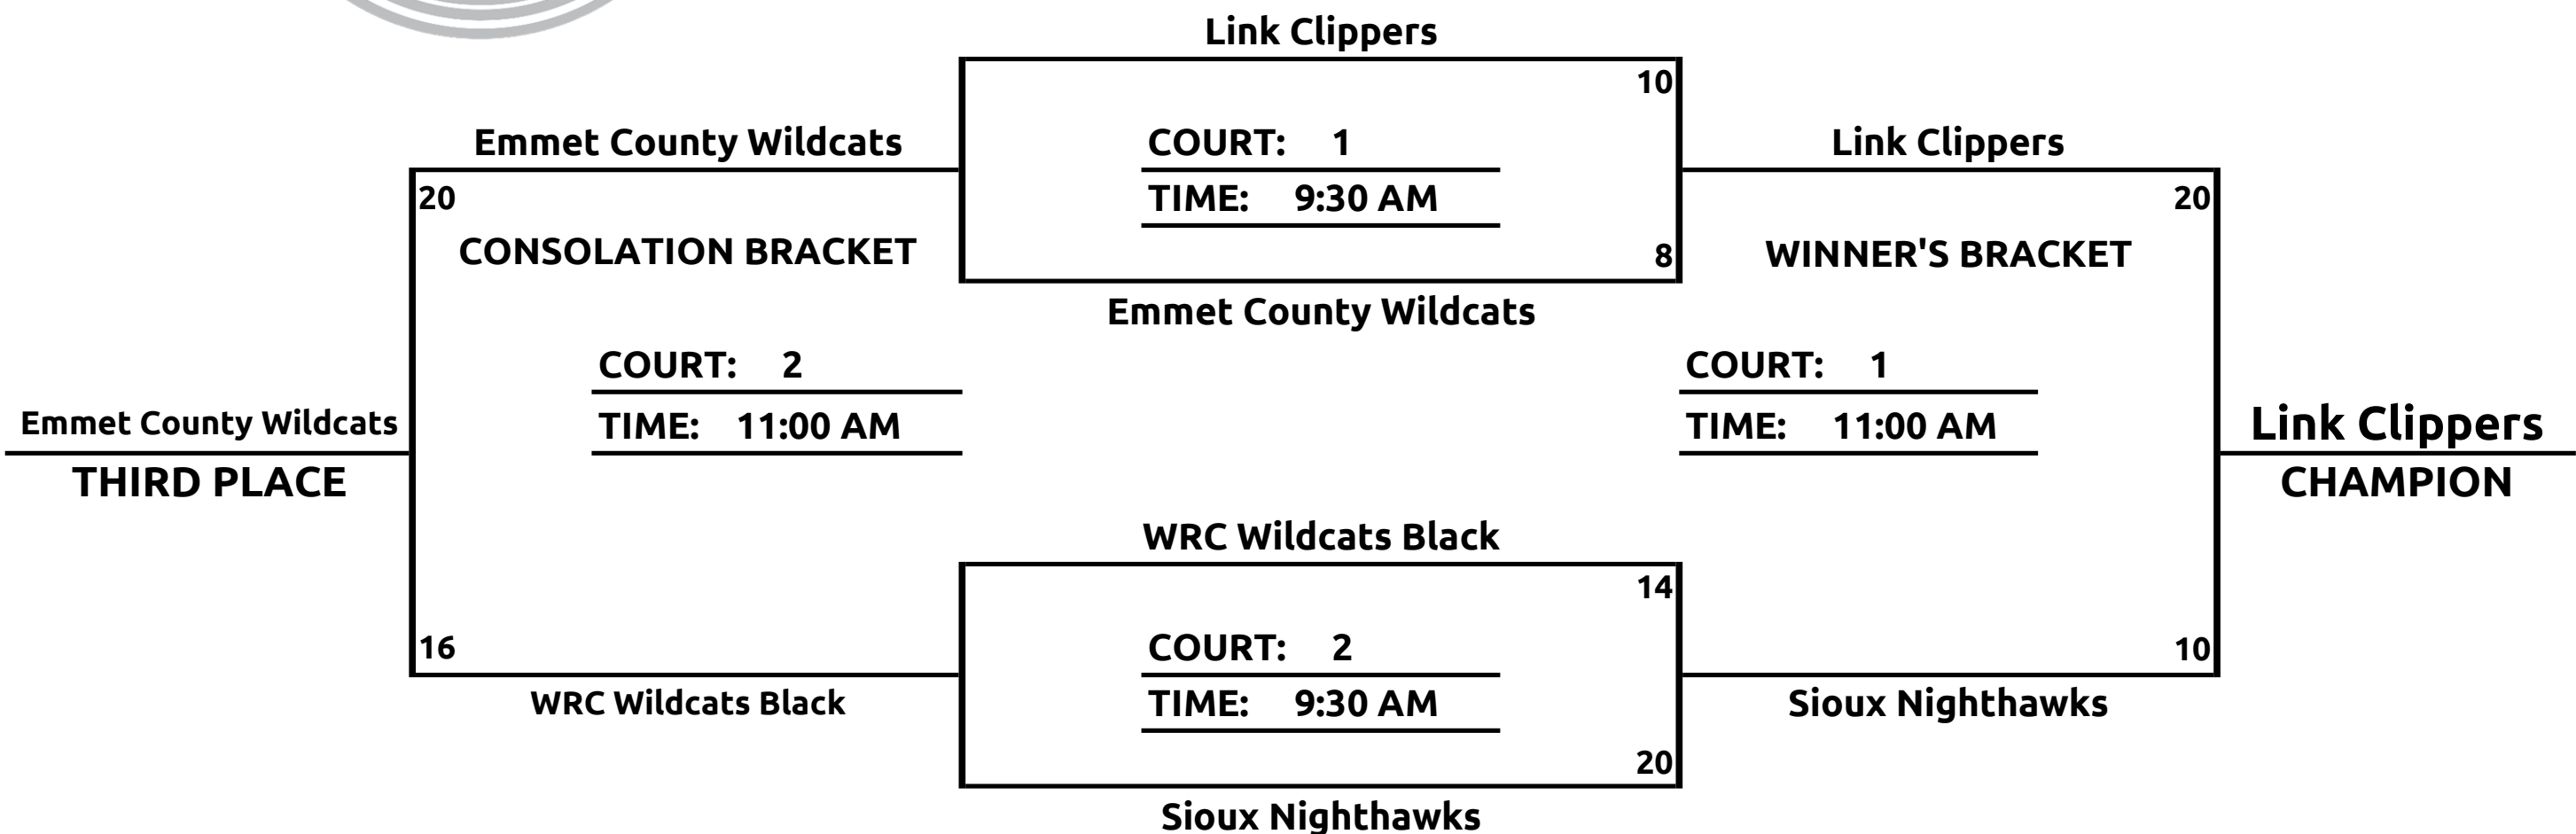 Link Clippers
10
Emmet County Wildcats
COURT: 1
Link Clippers
20
TIME: 9:30 AM
20
CONSOLATION BRACKET
8
WINNER'S BRACKET
Emmet County Wildcats
COURT: 2
COURT: 1
Emmet County Wildcats
TIME: 11:00 AM
TIME: 11:00 AM
Link Clippers
THIRD PLACE
CHAMPION
WRC Wildcats Black
14
16
COURT: 2
10
WRC Wildcats Black
TIME: 9:30 AM
Sioux Nighthawks
20
Sioux Nighthawks